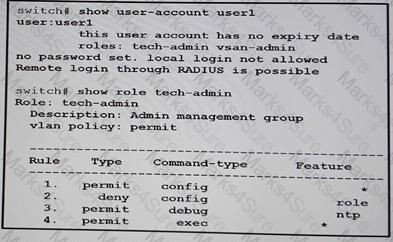 switch# show user-account user1
user:user1
this user account has no expiry date
roles: tech-admin vsan-admin
no password set. local login not allowed
Remote login through RADIUS is possible
switch# show role tech-admin
Role: tech-admin
Description: Admin management group
vlan policy: permit
Rule Type Command-type Feature
1. permit config *
2. deny config role
3. permit debug ntp
4. permit exec *
Marks4Sure